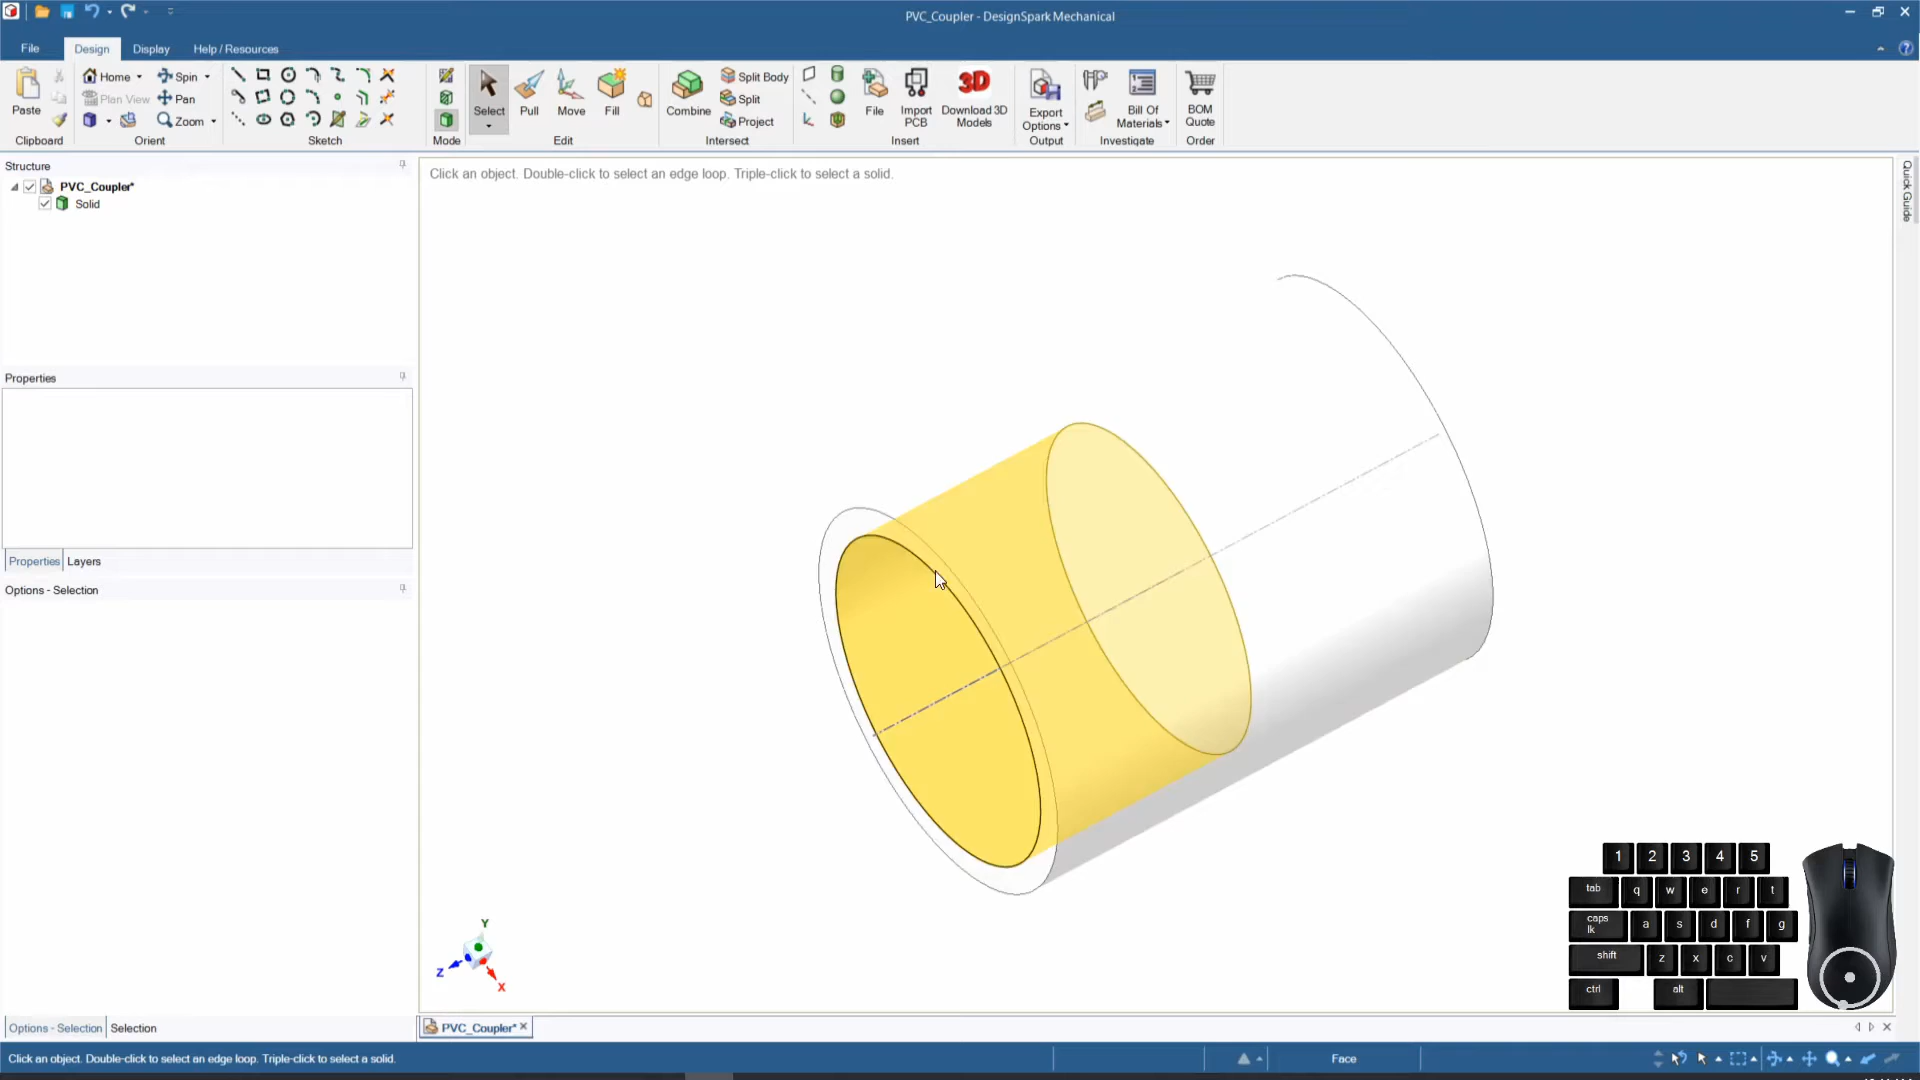 PVC_Coupler - DesignSpark Mechanical
File Design Display Help / Resources
Paste
Clipboard
Home Spin
Plan View Pan
Zoom
Orient
Sketch
Mode
Select Pull Move Fill
Edit
Combine
Split Body
Split
Project
Intersect
File
Import PCB
3D
Download 3D Models
Insert
Export Options
Output
Bill Of Materials
Investigate
BOM Quote
Order
Structure
PVC_Coupler*
Solid
Properties
Properties Layers
Options - Selection
Options - Selection Selection
Click an object. Double-click to select an edge loop. Triple-click to select a solid.
Quick Guide
Y
Z
X
1 2 3 4 5
tab q w e r t
caps lk a s d f g
shift z x c v
ctrl alt
PVC_Coupler*
Click an object. Double-click to select an edge loop. Triple-click to select a solid.
Face